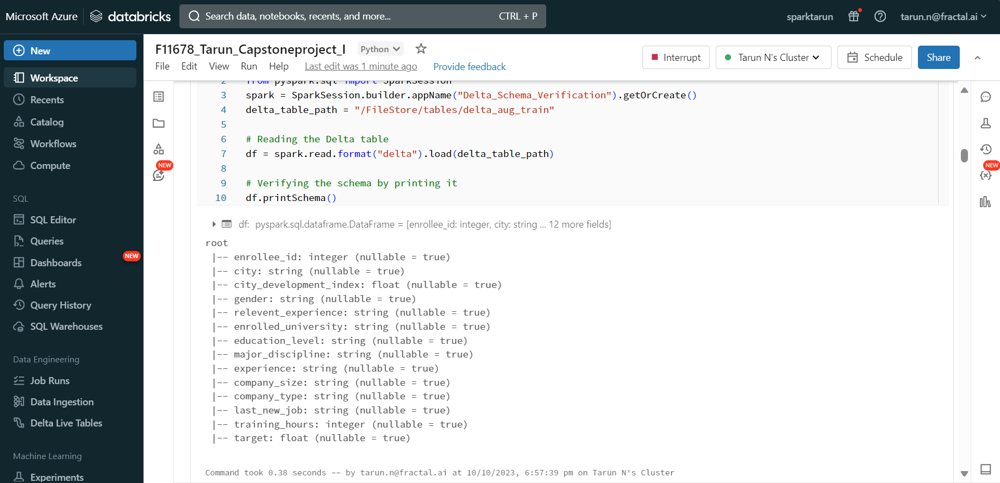 Microsoft Azure databricks Search data, notebooks, recents, and more... CTRL + P sparktarun tarun.n@fractal.ai
New
Workspace
Recents
Catalog
Workflows
Compute
SQL
SQL Editor
Queries
Dashboards NEW
Alerts
Query History
SQL Warehouses
Data Engineering
Job Runs
Data Ingestion
Delta Live Tables
Machine Learning
Experiments
F11678_Tarun_Capstoneproject_I Python
File Edit View Run Help Last edit was 1 minute ago Provide feedback
Interrupt Tarun N's Cluster Schedule Share
NEW
2 from pyspark.sql import SparkSession
3 spark = SparkSession.builder.appName("Delta_Schema_Verification").getOrCreate()
4 delta_table_path = "/FileStore/tables/delta_aug_train"
5
6 # Reading the Delta table
7 df = spark.read.format("delta").load(delta_table_path)
8
9 # Verifying the schema by printing it
10 df.printSchema()
df: pyspark.sql.dataframe.DataFrame = [enrollee_id: integer, city: string ... 12 more fields]
root
|-- enrollee_id: integer (nullable = true)
|-- city: string (nullable = true)
|-- city_development_index: float (nullable = true)
|-- gender: string (nullable = true)
|-- relevent_experience: string (nullable = true)
|-- enrolled_university: string (nullable = true)
|-- education_level: string (nullable = true)
|-- major_discipline: string (nullable = true)
|-- experience: string (nullable = true)
|-- company_size: string (nullable = true)
|-- company_type: string (nullable = true)
|-- last_new_job: string (nullable = true)
|-- training_hours: integer (nullable = true)
|-- target: float (nullable = true)
Command took 0.38 seconds -- by tarun.n@fractal.ai at 10/10/2023, 6:57:39 pm on Tarun N's Cluster
NEW